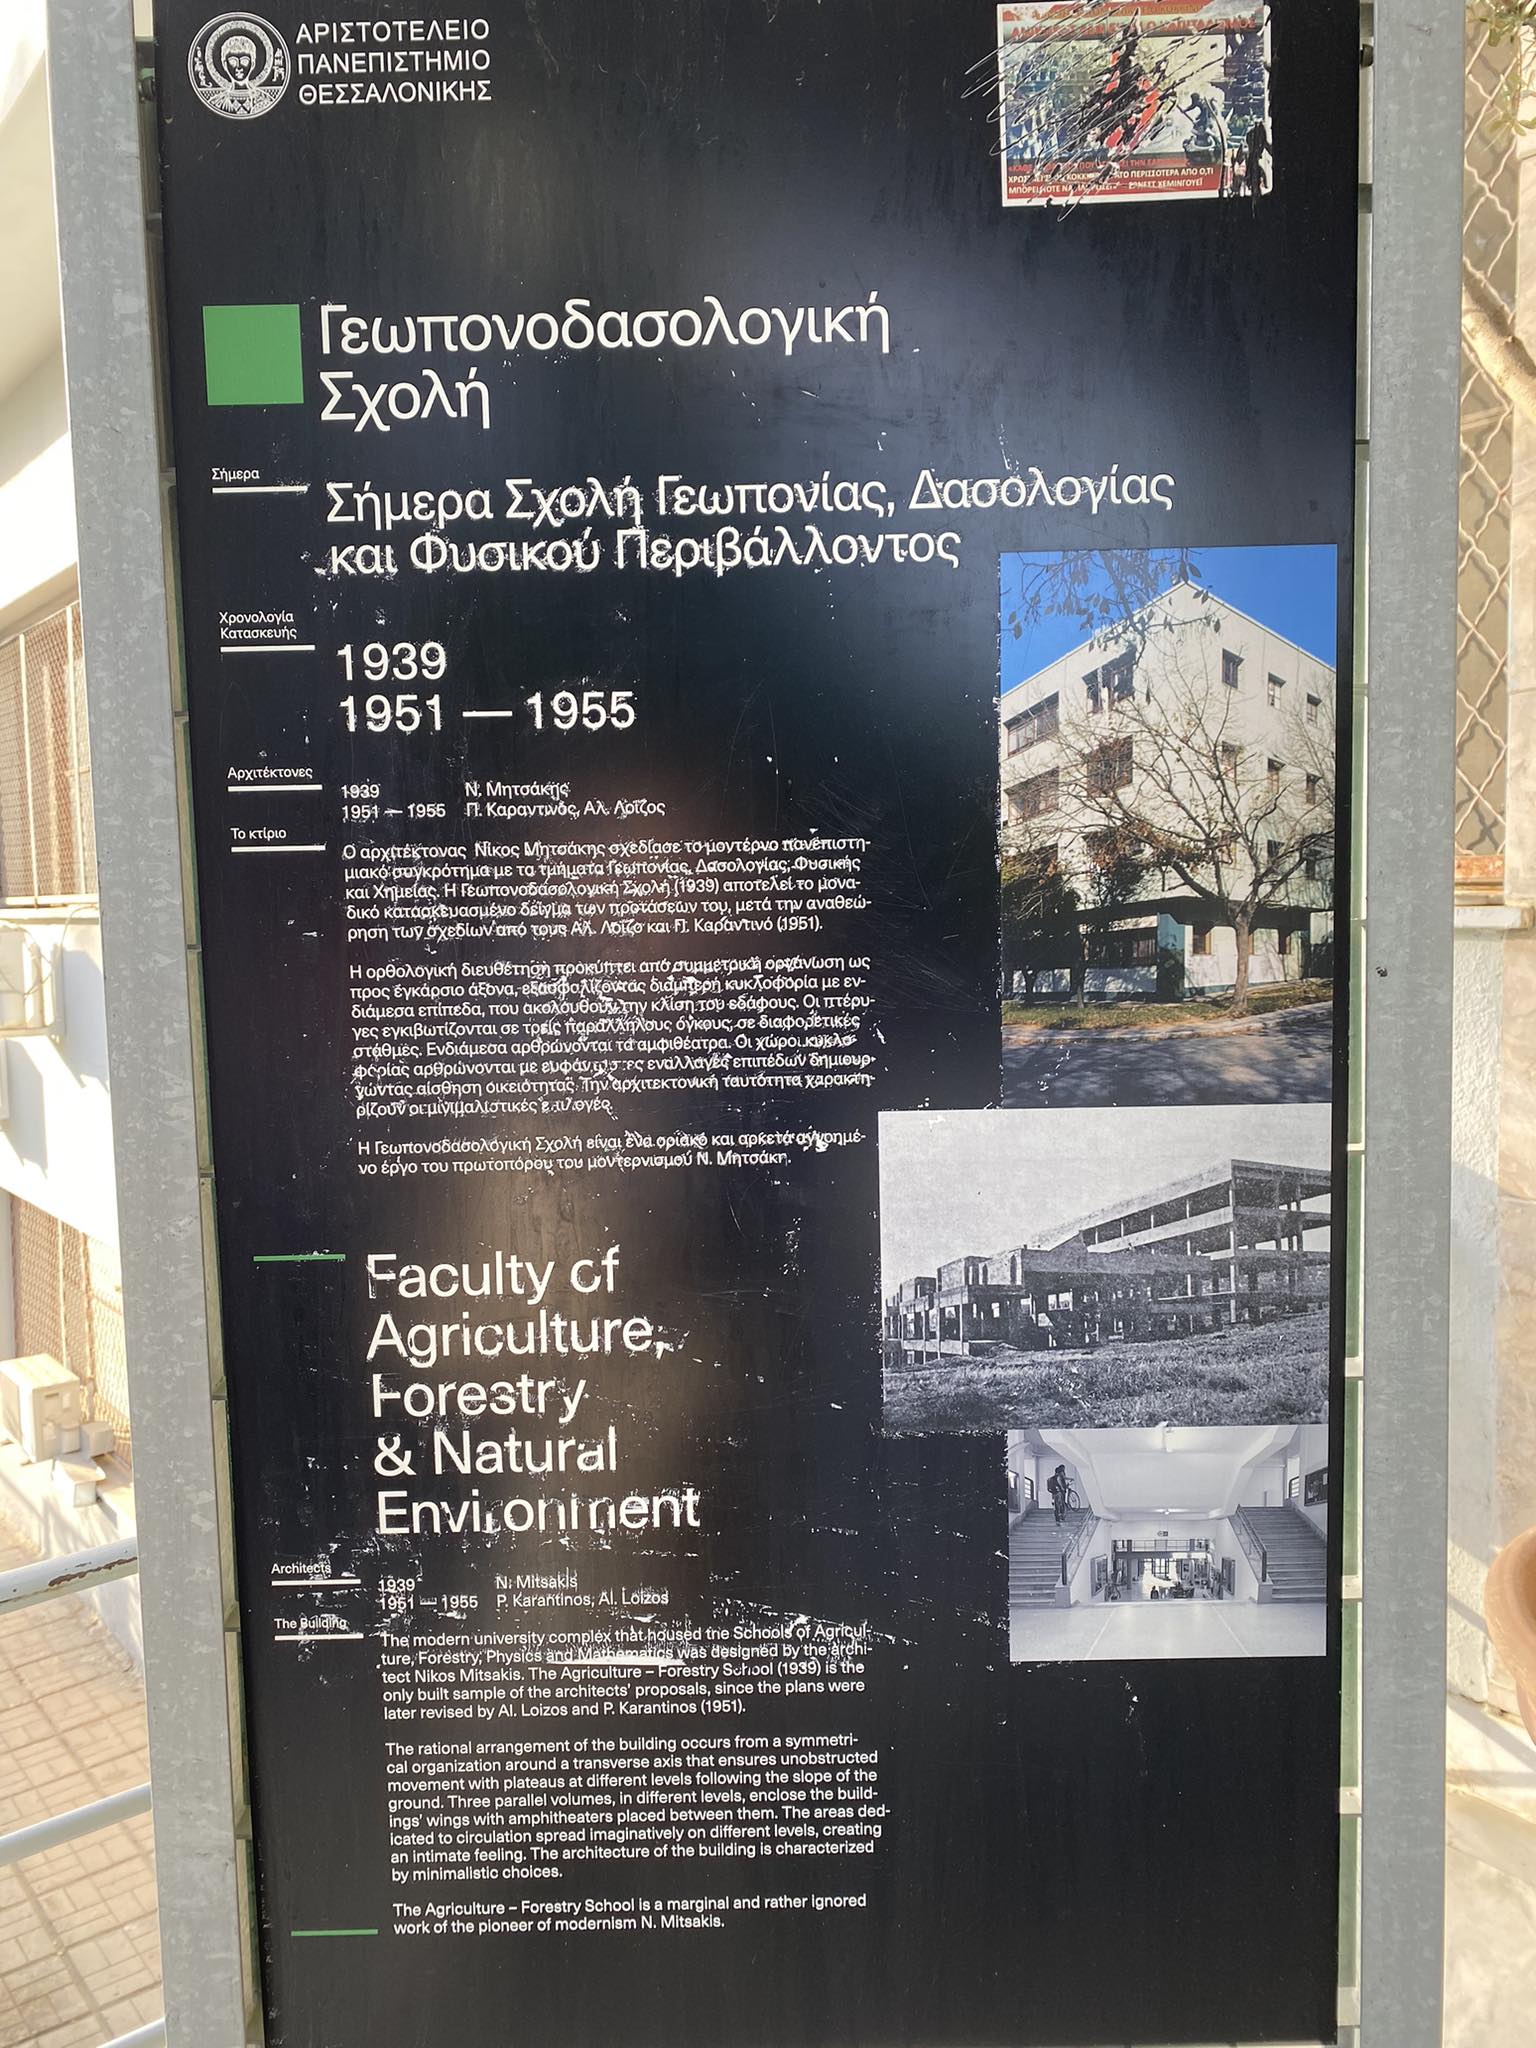 ΑΡΙΣΤΟΤΕΛΕΙΟ
ΠΑΝΕΠΙΣΤΗΜΙΟ
ΘΕΣΣΑΛΟΝΙΚΗΣ
ΠΟΥ
ΤΗΝ
ΠΕΡΙΣΣΟΤΕΡΑ ΑΠΟ Ο,ΤΙ
ΕΡΝΕΣΤ ΧΕΜΙΝΓΟΥΕΪ
Γεωπονοδασολογική
Σχολή
Σήμερα
Σήμερα Σχολή Γεωπονίας, Δασολογίας
και Φυσικού Περιβάλλοντος
Χρονολογία
Κατασκευής
1939
1951 — 1955
Αρχιτέκτονες
1939 Ν. Μητσάκης
1951 — 1955 Π. Καραντινός, Αλ. Λοΐζος
Το κτίριο
Ο αρχιτέκτονας Νίκος Μητσάκης σχεδίασε το μοντέρνο πανεπιστη-
μιακό συγκρότημα με τα τμήματα Γεωπονίας, Δασολογίας, Φυσικής
και Χημείας. Η Γεωπονοδασολογική Σχολή (1939) αποτελεί το μονα-
δικό κατασκευασμένο δείγμα των προτάσεών του, μετά την αναθεώ-
ρηση των σχεδίων από τους Αλ. Λοΐζο και Π. Καραντινό (1951).
Η ορθολογική διευθέτηση προκύπτει από συμμετρική οργάνωση ως
προς εγκάρσιο άξονα, εξασφαλίζοντας διαμπερή κυκλοφορία με εν-
διάμεσα επίπεδα, που ακολουθούν την κλίση του εδάφους. Οι πτέρυ-
γες εγκιβωτίζονται σε τρεις παράλληλους όγκους, σε διαφορετικές
στάθμες. Ενδιάμεσα αρθρώνονται τα αμφιθέατρα. Οι χώροι κυκλο-
φορίας αρθρώνονται με ευφάνταστες εναλλαγές επιπέδων δημιουρ-
γώντας αίσθηση οικειότητας. Την αρχιτεκτονική ταυτότητα χαρακτη-
ρίζουν οι μινιμαλιστικές επιλογές.
Η Γεωπονοδασολογική Σχολή είναι ένα οριακό και αρκετά αγνοημέ-
νο έργο του πρωτοπόρου του μοντερνισμού Ν. Μητσάκη.
Faculty of
Agriculture,
Forestry
& Natural
Environment
Architects
1939 N. Mitsakis
1951 — 1955 P. Karantinos, Al. Loizos
The Building
The modern university complex that housed the Schools of Agricul-
ture, Forestry, Physics and Mathematics was designed by the archi-
tect Nikos Mitsakis. The Agriculture – Forestry School (1939) is the
only built sample of the architects' proposals, since the plans were
later revised by Al. Loizos and P. Karantinos (1951).
The rational arrangement of the building occurs from a symmetri-
cal organization around a transverse axis that ensures unobstructed
movement with plateaus at different levels following the slope of the
ground. Three parallel volumes, in different levels, enclose the build-
ings' wings with amphitheaters placed between them. The areas ded-
icated to circulation spread imaginatively on different levels, creating
an intimate feeling. The architecture of the building is characterized
by minimalistic choices.
The Agriculture – Forestry School is a marginal and rather ignored
work of the pioneer of modernism N. Mitsakis.